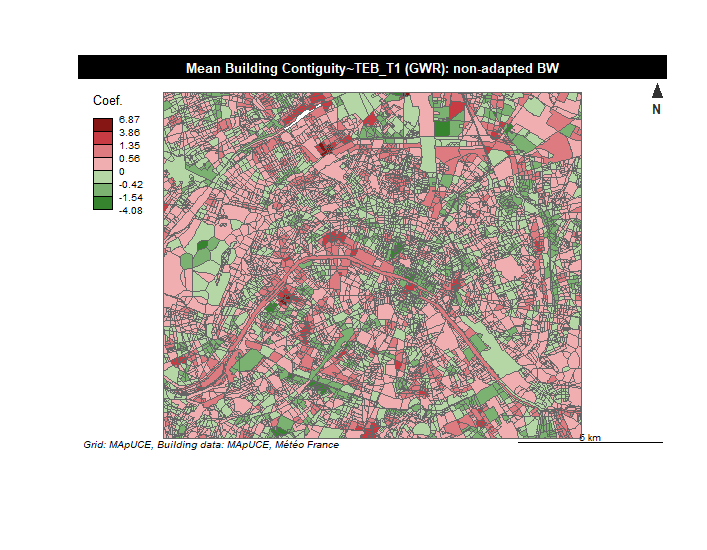 Mean Building Contiguity~TEB_T1 (GWR): non-adapted BW
Coef.
6.87
3.86
1.35
0.56
0
-0.42
-1.54
-4.08
N
5 km
Grid: MApUCE, Building data: MApUCE, Météo France